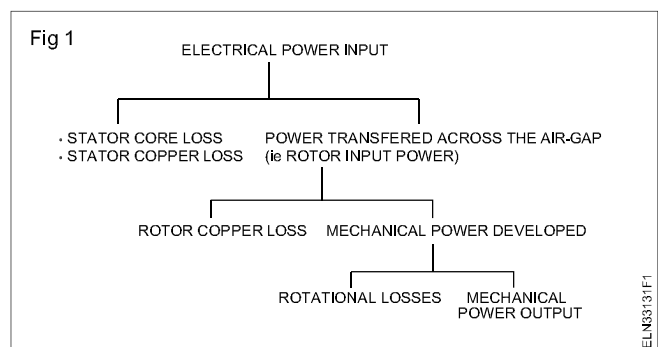 Fig 1
ELECTRICAL POWER INPUT
• STATOR CORE LOSS
• STATOR COPPER LOSS
POWER TRANSFERED ACROSS THE AIR-GAP
(ie ROTOR INPUT POWER)
ROTOR COPPER LOSS
MECHANICAL POWER DEVELOPED
ROTATIONAL LOSSES
MECHANICAL
POWER OUTPUT
ELN33131F1